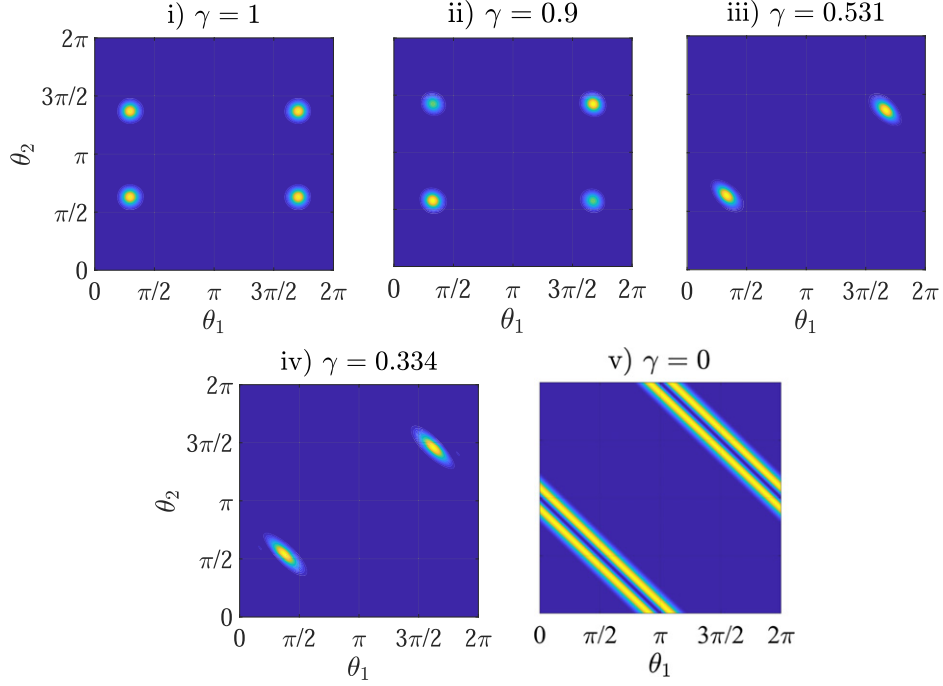 i) γ = 1
2π
3π/2
π
π/2
0
θ₂
0 π/2 π 3π/2 2π
θ₁
ii) γ = 0.9
0 π/2 π 3π/2 2π
θ₁
iii) γ = 0.531
0 π/2 π 3π/2 2π
θ₁
iv) γ = 0.334
2π
3π/2
π
π/2
0
θ₂
0 π/2 π 3π/2 2π
θ₁
v) γ = 0
0 π/2 π 3π/2 2π
θ₁